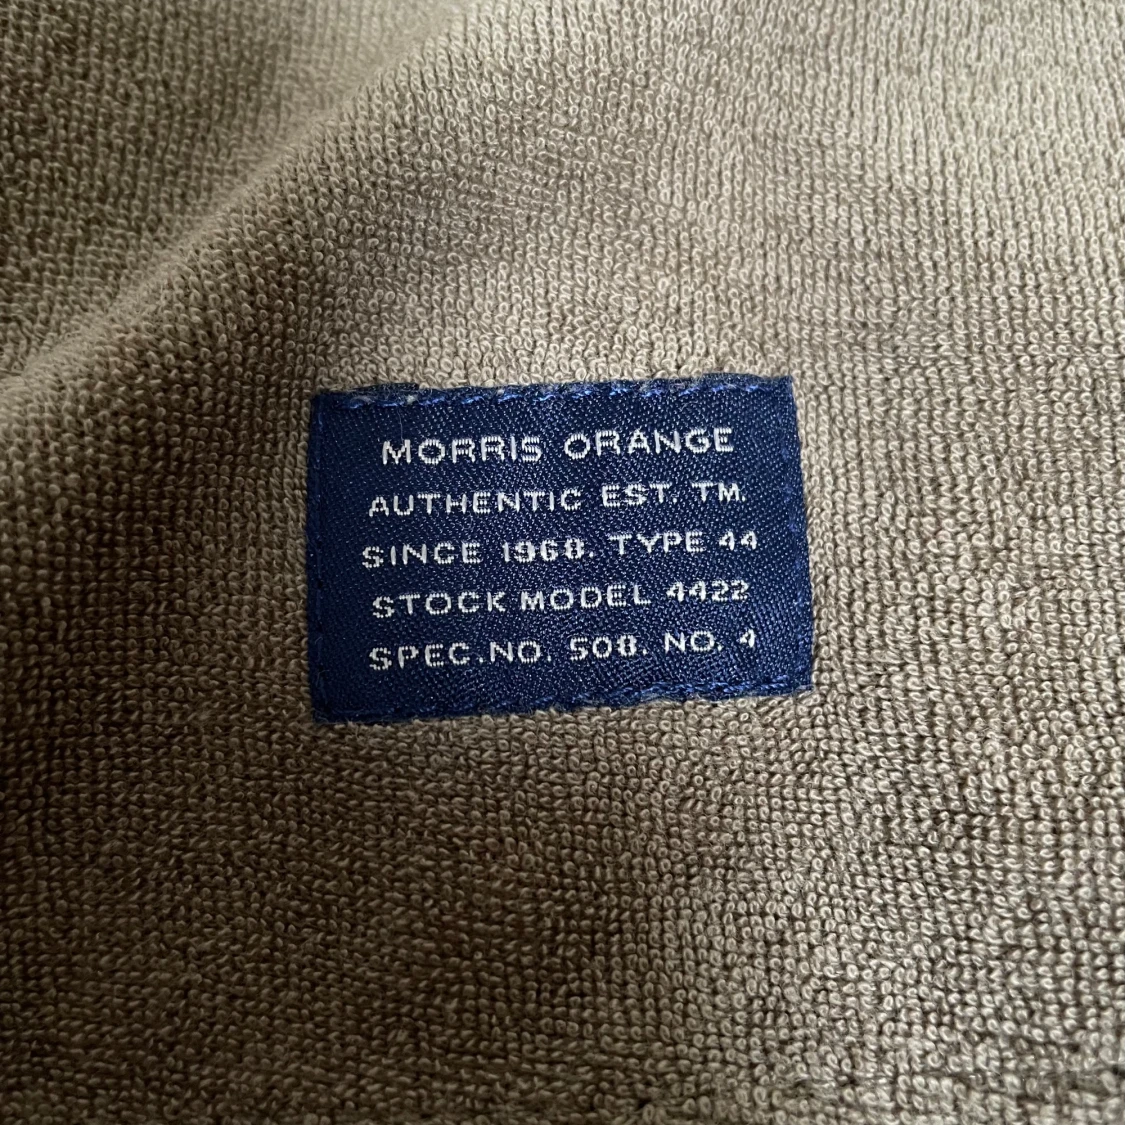 MORRIS ORANGE
AUTHENTIC EST. TM.
SINCE 1968. TYPE 44
STOCK MODEL 4422
SPEC.NO. 508. NO. 4